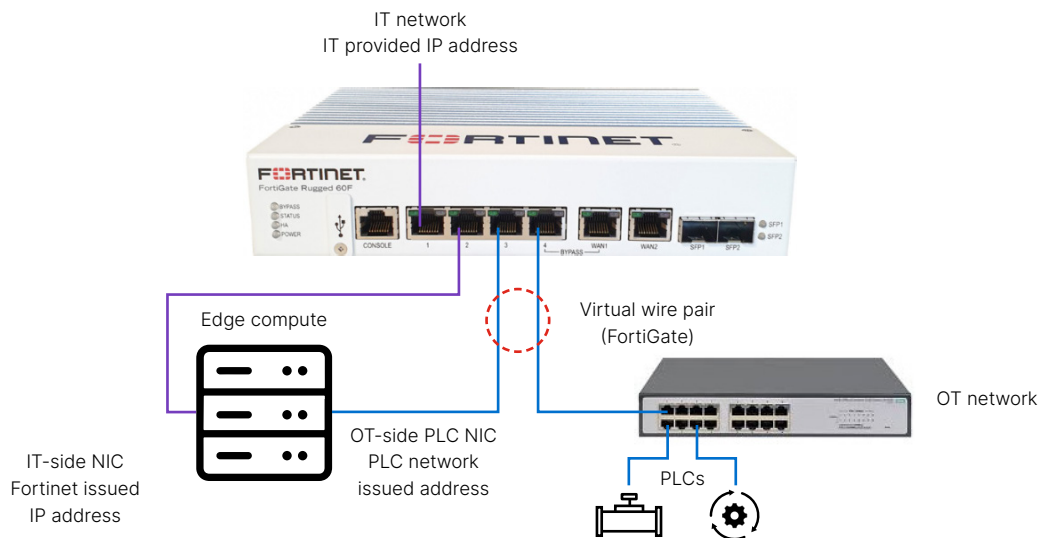 IT network
IT provided IP address
FORTINET
FORTINET
FortiGate Rugged 60F
BYPASS
STATUS
HA
POWER
CONSOLE
1
2
3
4
BYPASS
WAN1
WAN2
SFP1
SFP2
SFP1
SFP2
Edge compute
Virtual wire pair
(FortiGate)
OT network
OT-side PLC NIC
PLC network
issued address
IT-side NIC
Fortinet issued
IP address
PLCs